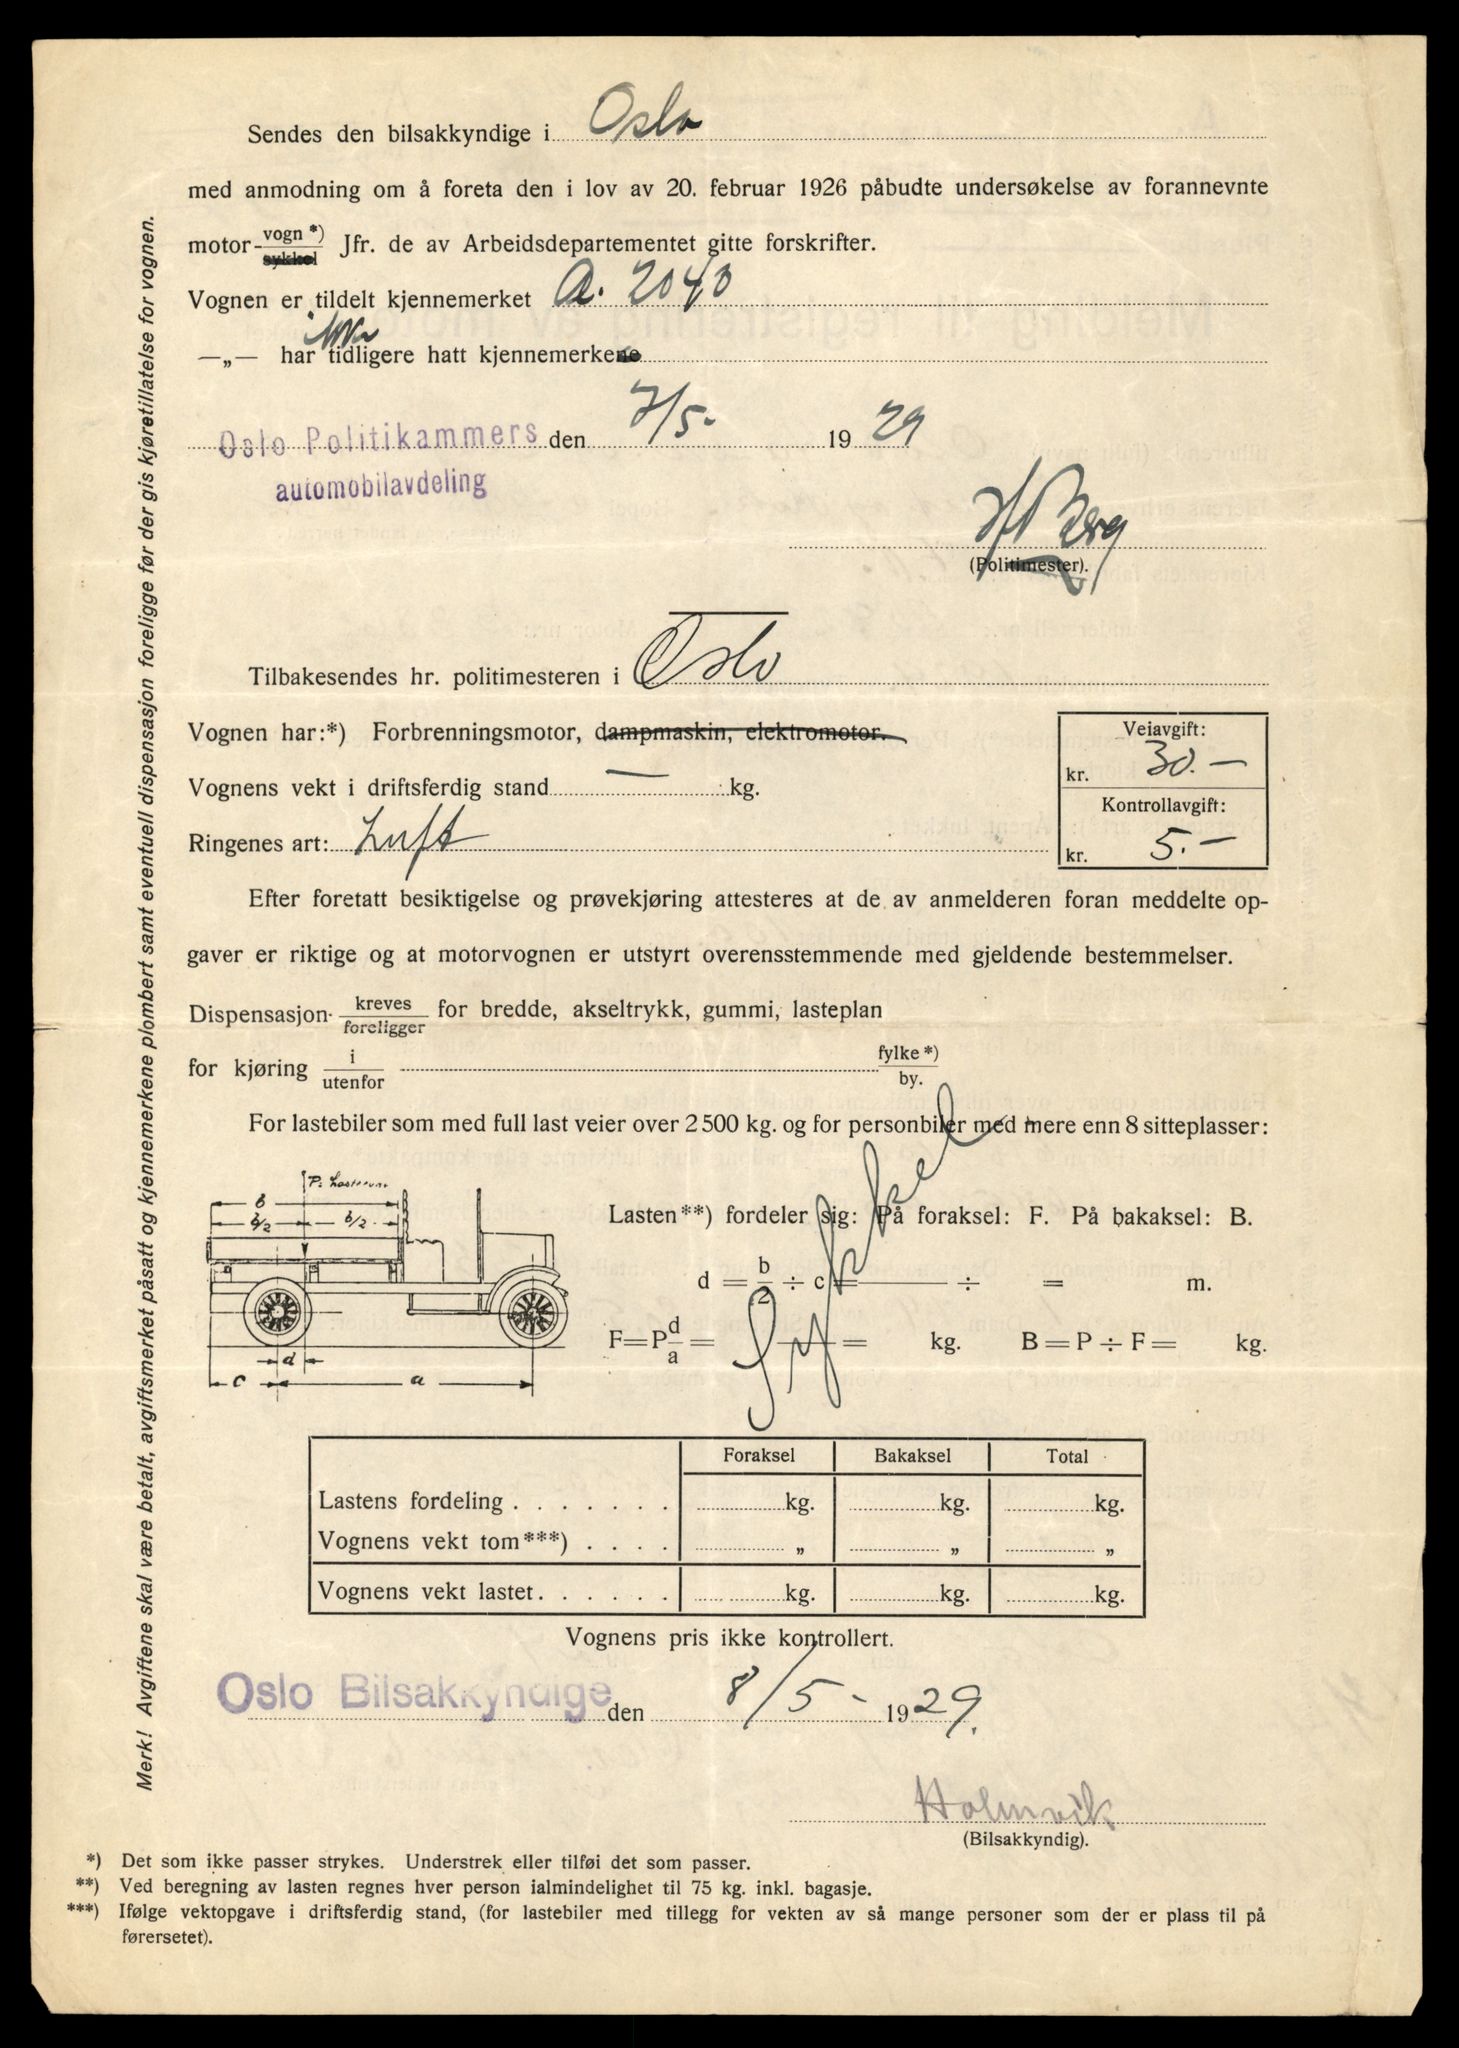 Sendes den bilsakkyndige i Oslo
med anmodning om å foreta den i lov av 20. februar 1926 påbudte undersøkelse av forannevnte
motor- vogn *) sykkel Jfr. de av Arbeidsdepartementet gitte forskrifter.
Vognen er tildelt kjennemerket A. 2040
—„— har ikke tidligere hatt kjennemerkene
Oslo Politikammers den 7/5- 1929
automobilavdeling
Berg
(Politimester).
Tilbakesendes hr. politimesteren i Oslo
Vognen har:*) Forbrenningsmotor, dampmaskin, elektromotor.
Veiavgift:
kr. 30.—
Vognens vekt i driftsferdig stand — kg.
Kontrollavgift:
Ringenes art: Luft
kr. 5.—
Efter foretatt besiktigelse og prøvekjøring attesteres at de av anmelderen foran meddelte op-
gaver er riktige og at motorvognen er utstyrt overensstemmende med gjeldende bestemmelser.
Dispensasjon kreves foreligger for bredde, akseltrykk, gummi, lasteplan
for kjøring i utenfor fylke*) by.
For lastebiler som med full last veier over 2500 kg. og for personbiler med mere enn 8 sitteplasser:
Sykkel
P= Lastevekt
b
b/2 b/2
d
c a
Lasten**) fordeler sig: På foraksel: F. På bakaksel: B.
d = b/2 ÷ c = ÷ = m.
F = P d/a = = kg. B = P ÷ F = kg.
Foraksel Bakaksel Total
Lastens fordeling . . . . . . . kg. kg. kg.
Vognens vekt tom***) . . . . „ „ „
Vognens vekt lastet . . . . . . kg. kg. kg.
Vognens pris ikke kontrollert.
Oslo Bilsakkyndige den 8/5- 1929.
Holmvik
(Bilsakkyndig).
*) Det som ikke passer strykes. Understrek eller tilføi det som passer.
**) Ved beregning av lasten regnes hver person ialmindelighet til 75 kg. inkl. bagasje.
***) Ifølge vektopgave i driftsferdig stand, (for lastebiler med tillegg for vekten av så mange personer som der er plass til på
førersetet).
Merk! Avgiftene skal være betalt, avgiftsmerket påsatt og kjennemerkene plombert samt eventuell dispensasjon foreligge før der gis kjøretillatelse for vognen.